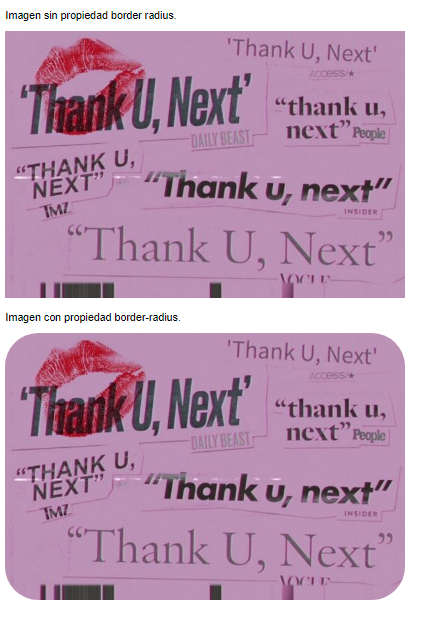 Imagen sin propiedad border radius.
'Thank U, Next'
ACCESS/★
'Thank U, Next'
DAILY BEAST
“thank u,
next” People
“THANK U,
NEXT”
TMZ
“Thank u, next”
INSIDER
“Thank U, Next”
VOGUE
Imagen con propiedad border-radius.
'Thank U, Next'
ACCESS/★
'Thank U, Next'
DAILY BEAST
“thank u,
next” People
“THANK U,
NEXT”
TMZ
“Thank u, next”
INSIDER
“Thank U, Next”
VOGUE